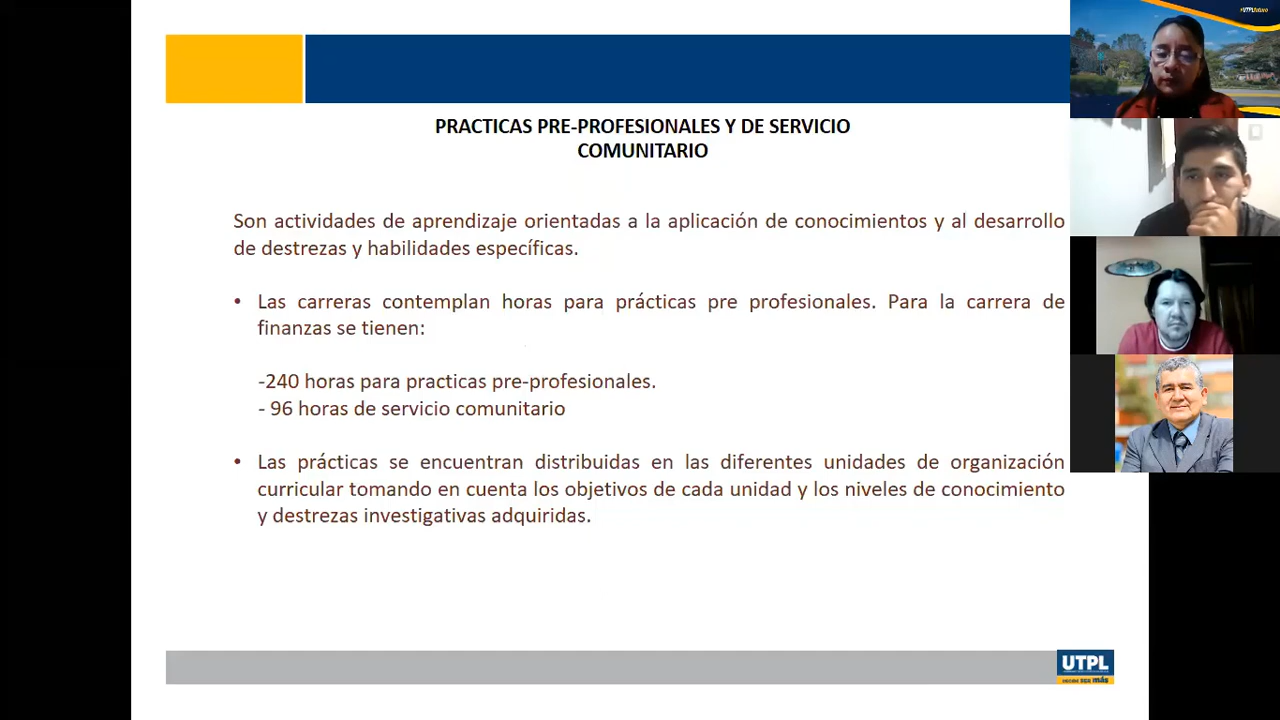 PRACTICAS PRE-PROFESIONALES Y DE SERVICIO
COMUNITARIO
Son actividades de aprendizaje orientadas a la aplicación de conocimientos y al desarrollo
de destrezas y habilidades específicas.
• Las carreras contemplan horas para prácticas pre profesionales. Para la carrera de
finanzas se tienen:
-240 horas para practicas pre-profesionales.
- 96 horas de servicio comunitario
• Las prácticas se encuentran distribuidas en las diferentes unidades de organización
curricular tomando en cuenta los objetivos de cada unidad y los niveles de conocimiento
y destrezas investigativas adquiridas.
UTPL
más